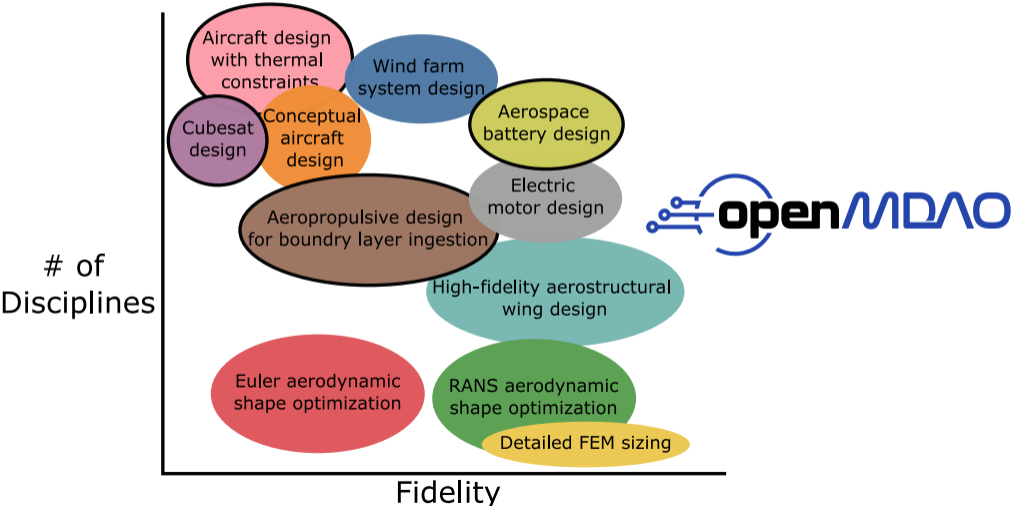 Aircraft design
with thermal
constraints
Wind farm
system design
Aerospace
battery design
Cubesat
design
Conceptual
aircraft
design
Electric
motor design
Aeropropulsive design
for boundry layer ingestion
openMDAO
# of
Disciplines
High-fidelity aerostructural
wing design
Euler aerodynamic
shape optimization
RANS aerodynamic
shape optimization
Detailed FEM sizing
Fidelity